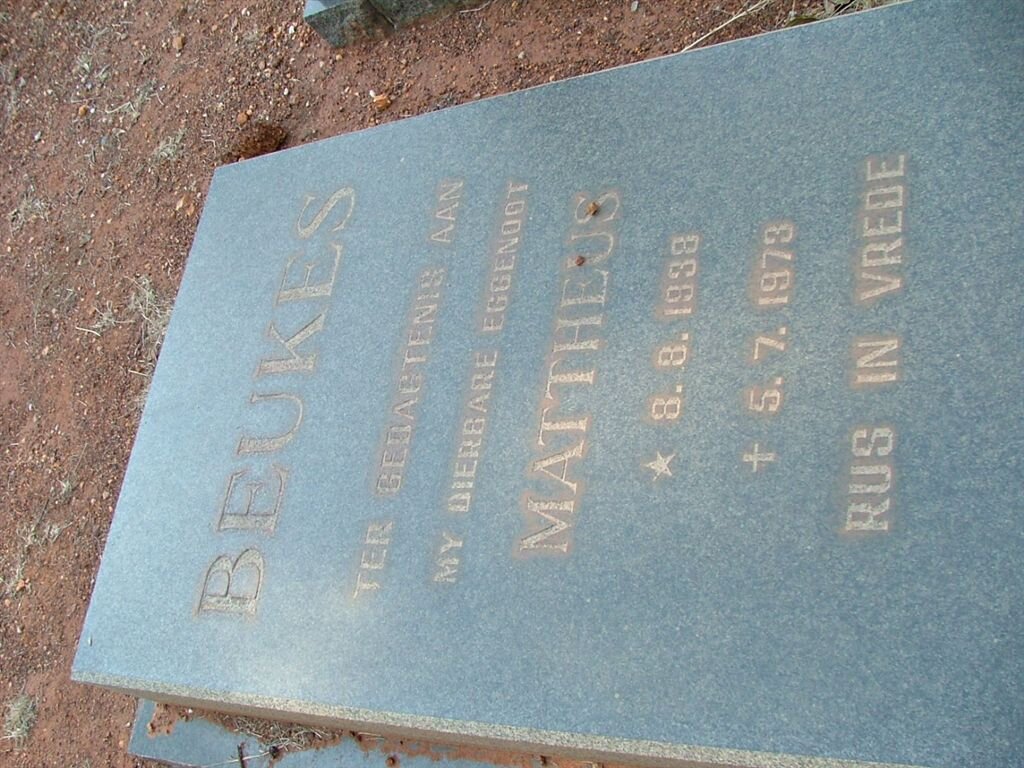 BEUKES
TER GEDAGTENIS AAN
MY DIERBARE EGGENOOT
MATTHEUS
★ 8.8.1938
✝ 5.7.1973
RUS IN VREDE